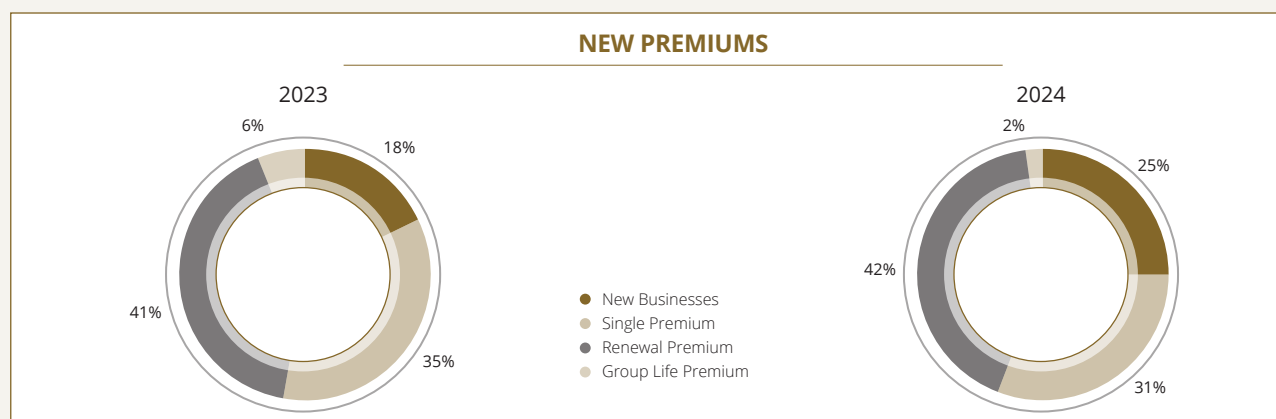 NEW PREMIUMS
2023
6%
18%
41%
35%
New Businesses
Single Premium
Renewal Premium
Group Life Premium
2024
2%
25%
42%
31%